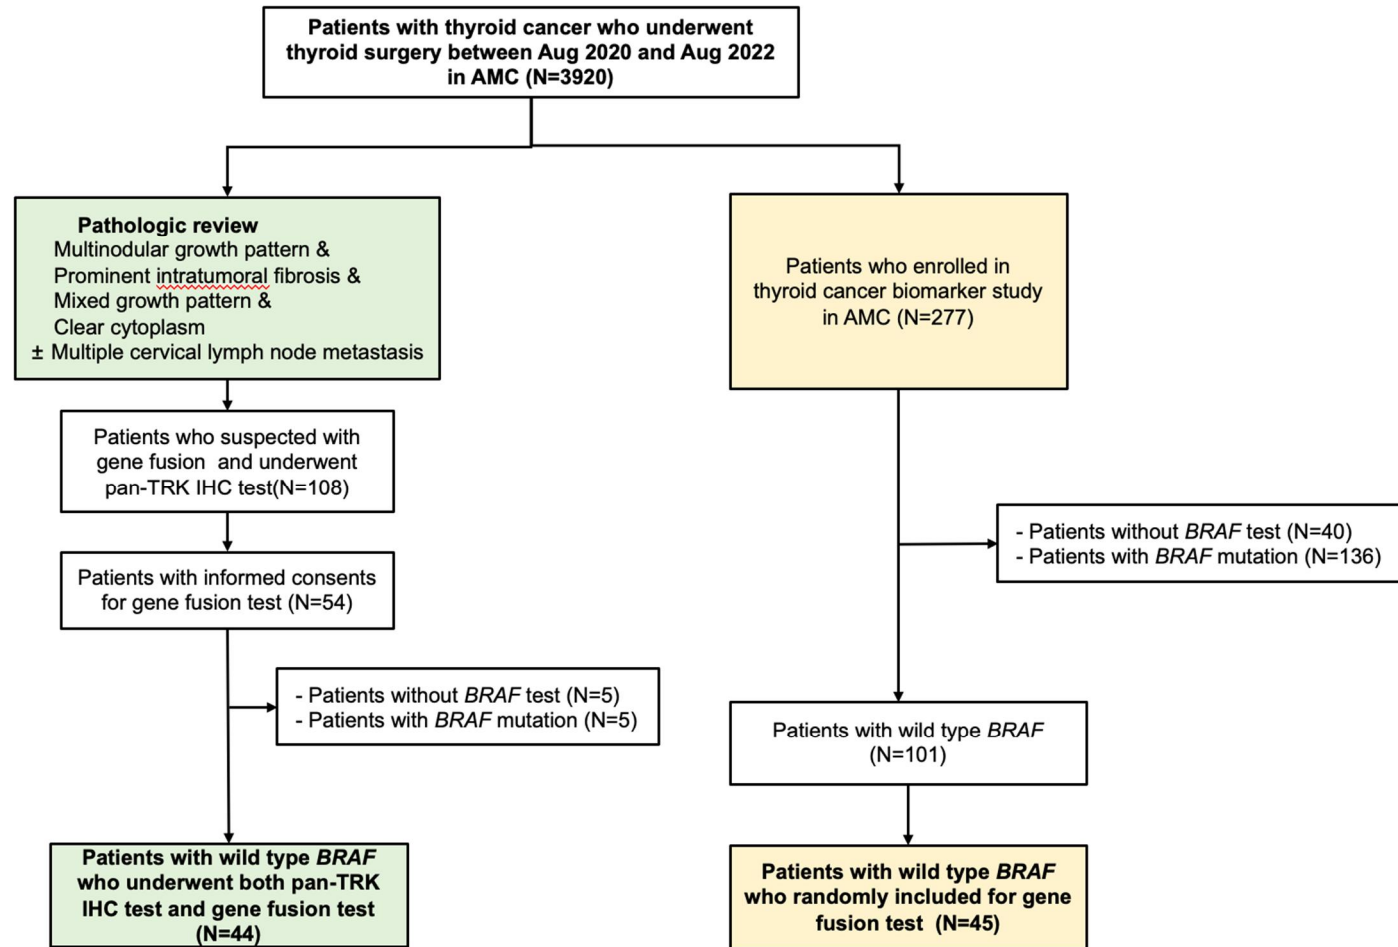 Patients with thyroid cancer who underwent
thyroid surgery between Aug 2020 and Aug 2022
in AMC (N=3920)
Pathologic review
Multinodular growth pattern &
Prominent intratumoral fibrosis &
Mixed growth pattern &
Clear cytoplasm
± Multiple cervical lymph node metastasis
Patients who suspected with
gene fusion and underwent
pan-TRK IHC test(N=108)
Patients with informed consents
for gene fusion test (N=54)
- Patients without BRAF test (N=5)
- Patients with BRAF mutation (N=5)
Patients with wild type BRAF
who underwent both pan-TRK
IHC test and gene fusion test
(N=44)
Patients who enrolled in
thyroid cancer biomarker study
in AMC (N=277)
- Patients without BRAF test (N=40)
- Patients with BRAF mutation (N=136)
Patients with wild type BRAF
(N=101)
Patients with wild type BRAF
who randomly included for gene
fusion test (N=45)